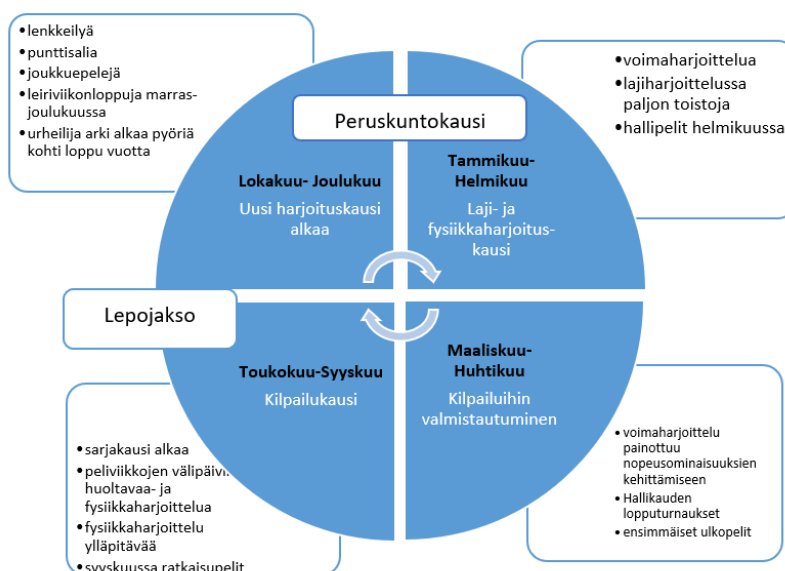 •lenkkeilyä
•punttisalia
•joukkuepelejä
•leiriviikonloppuja marras-
joulukuussa
•urheilija arki alkaa pyöriä
kohti loppu vuotta
•voimaharjoittelua
•lajiharjoittelussa
paljon toistoja
•hallipelit helmikuussa
Peruskuntokausi
Lokakuu- Joulukuu
Uusi harjoituskausi
alkaa
Tammikuu-
Helmikuu
Laji- ja
fysiikkaharjoitus-
kausi
Lepojakso
Toukokuu-Syyskuu
Kilpailukausi
Maaliskuu-
Huhtikuu
Kilpailuihin
valmistautuminen
•sarjakausi alkaa
•peliviikkojen välipäivi
huoltavaa- ja
fysiikkaharjoittelua
•fysiikkaharjoittelu
ylläpitävää
•syyskuussa ratkaisupelit
•voimaharjoittelu
painottuu
nopeusominaisuuksien
kehittämiseen
•Hallikauden
lopputurnaukset
•ensimmäiset ulkopelit